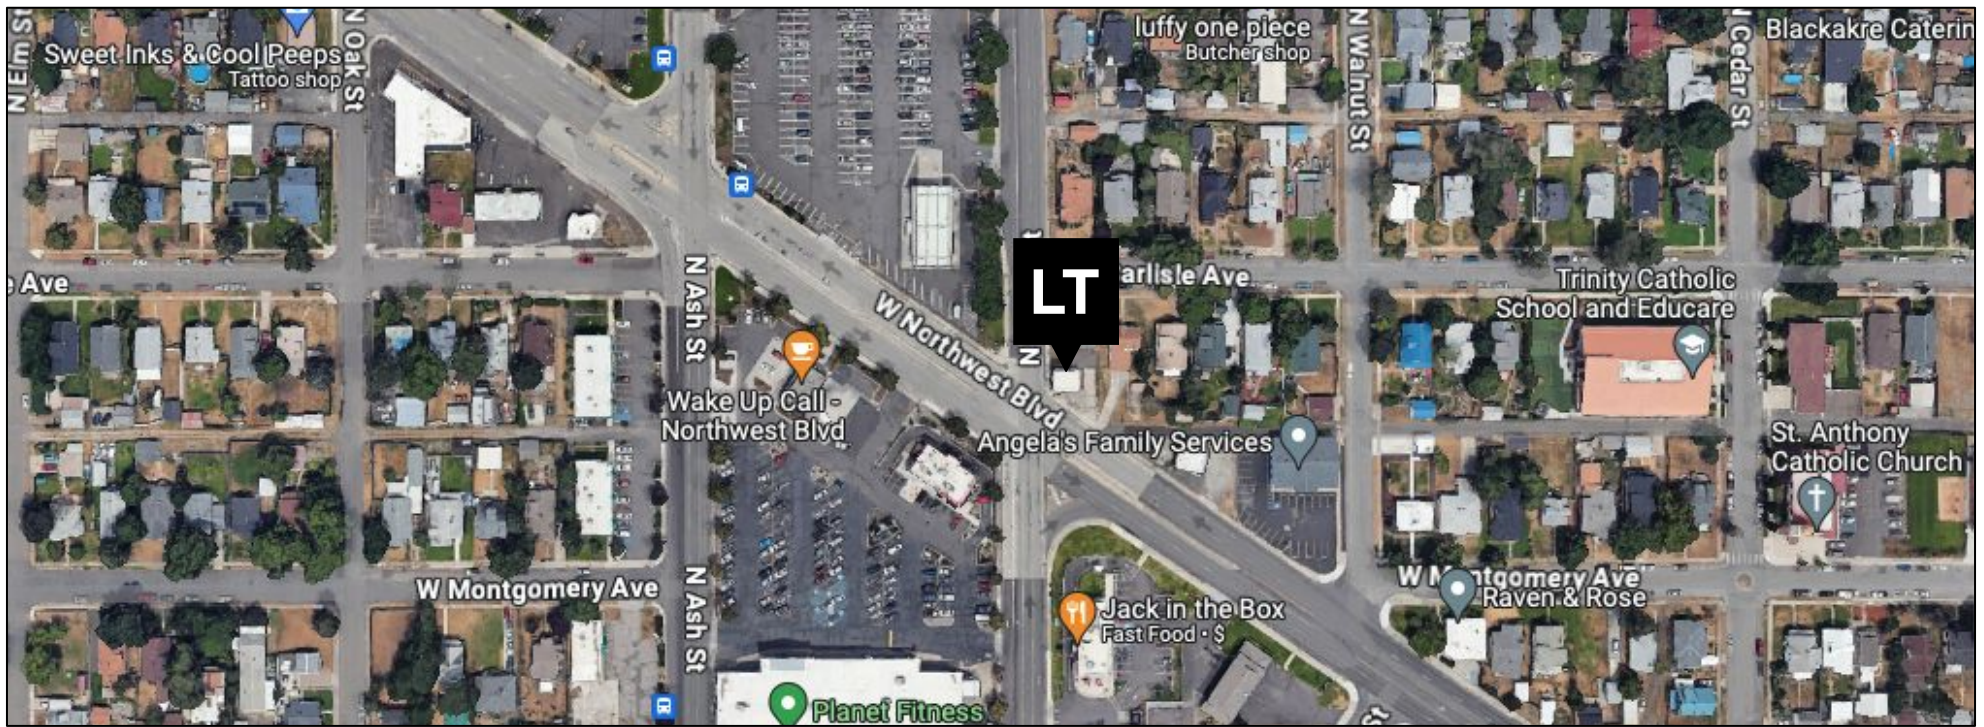 Sweet Inks & Cool Peeps
Tattoo shop
N Elm St
N Oak St
luffy one piece
Butcher shop
N Walnut St
N Cedar St
Blackakre Caterin
e Ave
N Ash St
W Northwest Blvd
N
LT
arlisle Ave
Trinity Catholic
School and Educare
Wake Up Call -
Northwest Blvd
Angela's Family Services
St. Anthony
Catholic Church
W Montgomery Ave
N Ash St
W Montgomery Ave
Raven & Rose
Jack in the Box
Fast Food · $
Planet Fitness
St